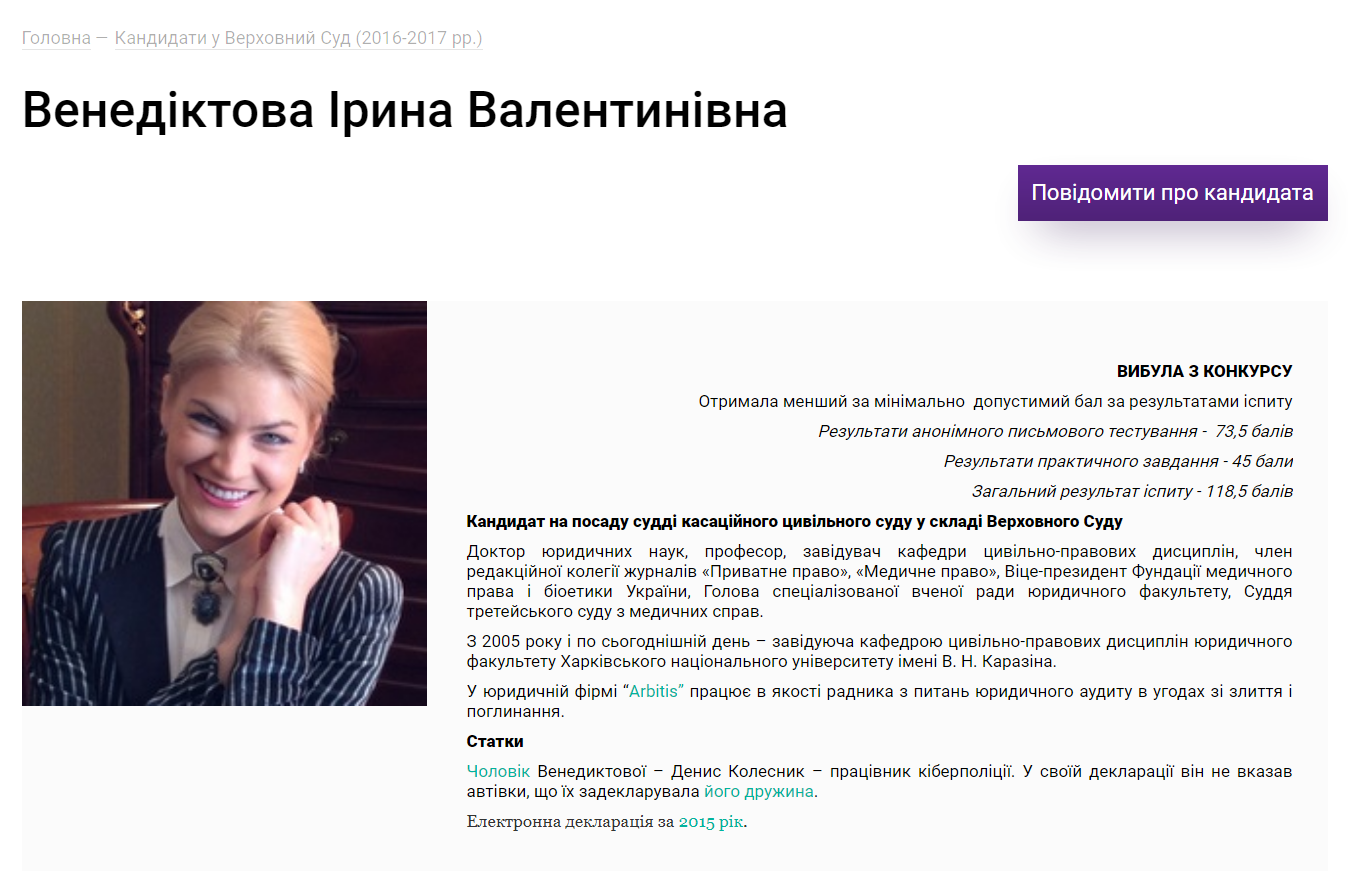 Головна — Кандидати у Верховний Суд (2016-2017 рр.)
Венедіктова Ірина Валентинівна
Повідомити про кандидата
ВИБУЛА З КОНКУРСУ
Отримала менший за мінімально допустимий бал за результатами іспиту
Результати анонімного письмового тестування - 73,5 балів
Результати практичного завдання - 45 бали
Загальний результат іспиту - 118,5 балів
Кандидат на посаду судді касаційного цивільного суду у складі Верховного Суду
Доктор юридичних наук, професор, завідувач кафедри цивільно-правових дисциплін, член
редакційної колегії журналів «Приватне право», «Медичне право», Віце-президент Фундації медичного
права і біоетики України, Голова спеціалізованої вченої ради юридичного факультету, Суддя
третейського суду з медичних справ.
З 2005 року і по сьогоднішній день – завідуюча кафедрою цивільно-правових дисциплін юридичного
факультету Харківського національного університету імені В. Н. Каразіна.
У юридичній фірмі “Arbitis” працює в якості радника з питань юридичного аудиту в угодах зі злиття і
поглинання.
Статки
Чоловік Венедиктової – Денис Колесник – працівник кіберполіції. У своїй декларації він не вказав
автівки, що їх задекларувала його дружина.
Електронна декларація за 2015 рік.